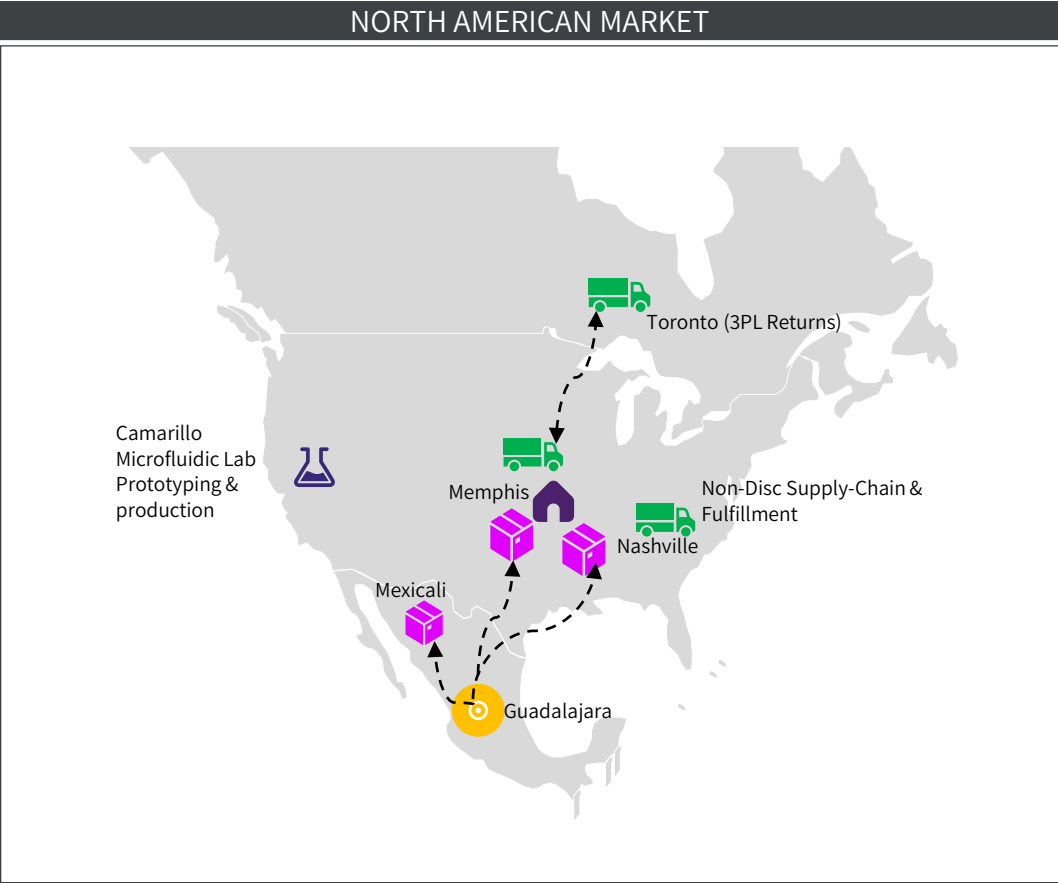 NORTH AMERICAN MARKET
Toronto (3PL Returns)
Camarillo
Microfluidic Lab
Prototyping &
production
Memphis
Non-Disc Supply-Chain &
Fulfillment
Nashville
Mexicali
Guadalajara